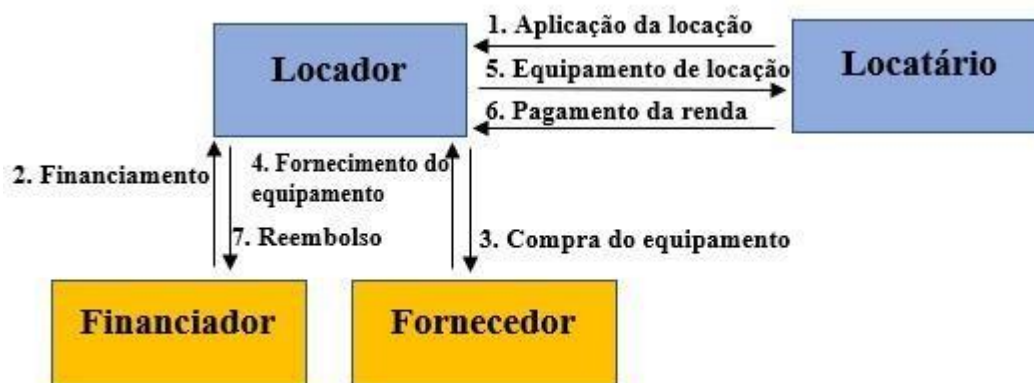 1. Aplicação da locação
Locador
5. Equipamento de locação
Locatário
6. Pagamento da renda
2. Financiamento
4. Fornecimento do
equipamento
7. Reembolso
3. Compra do equipamento
Financiador
Fornecedor